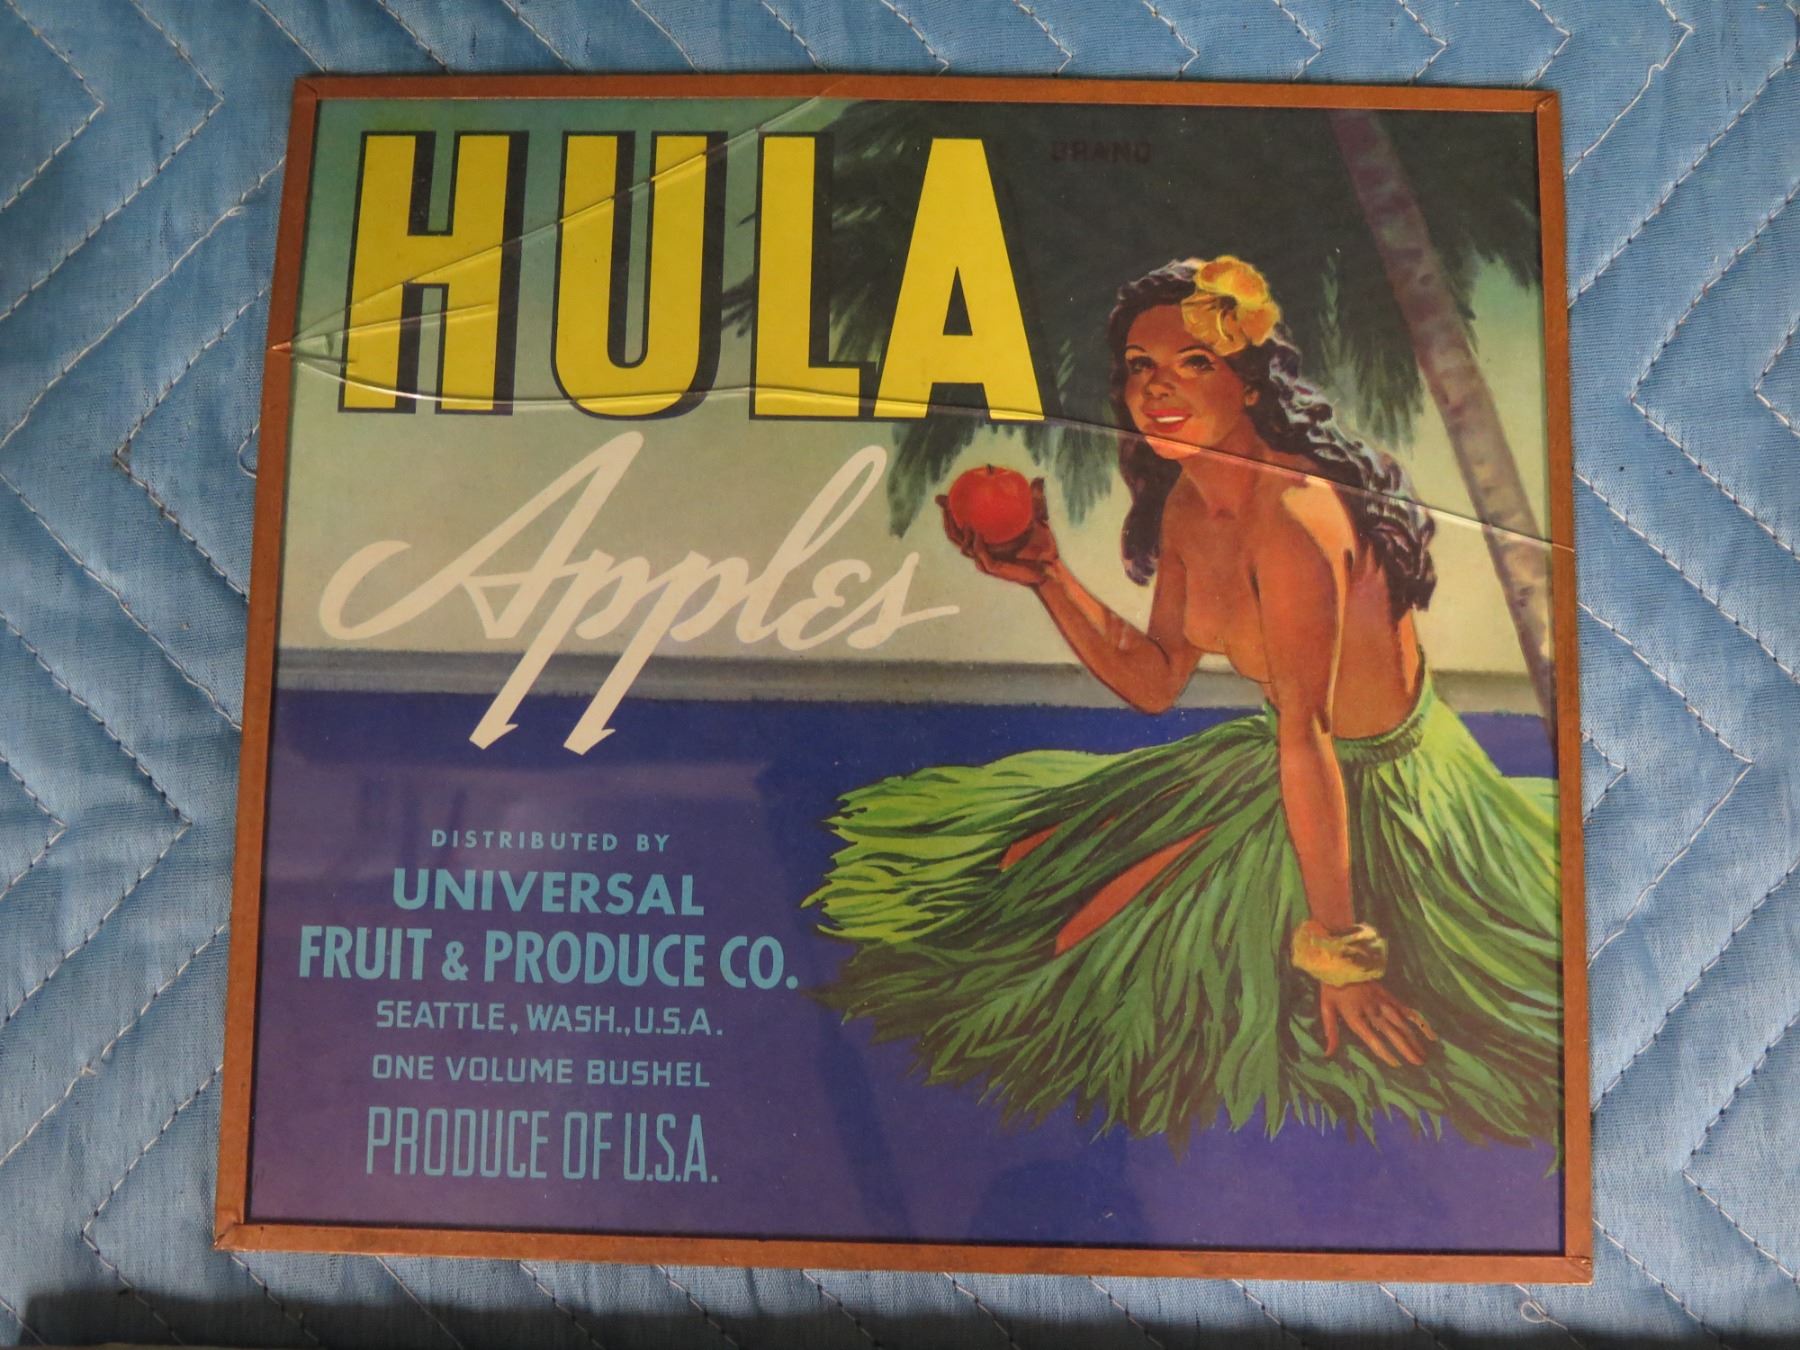 HULA BRAND
Apples
DISTRIBUTED BY
UNIVERSAL
FRUIT & PRODUCE CO.
SEATTLE, WASH., U.S.A.
ONE VOLUME BUSHEL
PRODUCE OF U.S.A.